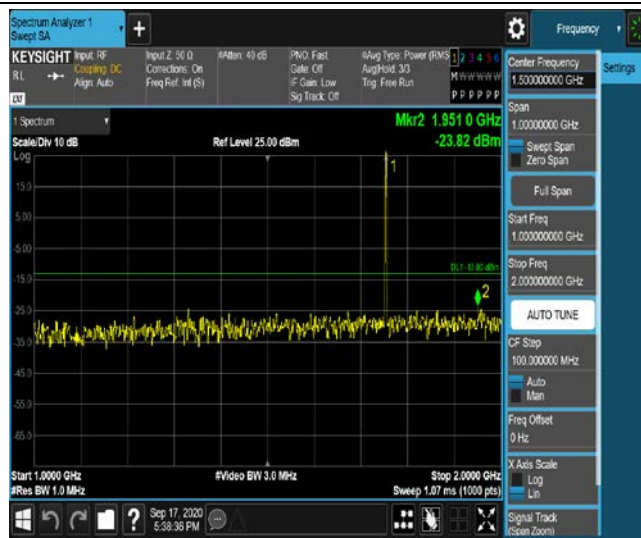 Spectrum Analyzer 1
Swept SA
+
Frequency
KEYSIGHT
RL
Input: RF
Coupling: DC
Align: Auto
Input Z: 50 Ω
Corrections: On
Freq Ref: Int (S)
#Atten: 40 dB
PNO: Fast
Gate: Off
IF Gain: Low
Sig Track: Off
#Avg Type: Power (RMS
Avg|Hold: 3/3
Trig: Free Run
1 2 3 4 5 6
M W W W W W
P P P P P P
1 Spectrum
Scale/Div 10 dB
Log
Ref Level 25.00 dBm
Mkr2 1.951 0 GHz
-23.82 dBm
15.0
5.00
-5.00
-15.0
-25.0
-35.0
-45.0
-55.0
-65.0
1
DL1 -13.00 dBm
2
Start 1.0000 GHz
#Res BW 1.0 MHz
#Video BW 3.0 MHz
Stop 2.0000 GHz
Sweep 1.07 ms (1000 pts)
Center Frequency
1.500000000 GHz
Settings
Span
1.00000000 GHz
Swept Span
Zero Span
Full Span
Start Freq
1.000000000 GHz
Stop Freq
2.000000000 GHz
AUTO TUNE
CF Step
100.000000 MHz
Auto
Man
Freq Offset
0 Hz
X Axis Scale
Log
Lin
Signal Track
(Span Zoom)
?
Sep 17, 2020
5:38:36 PM